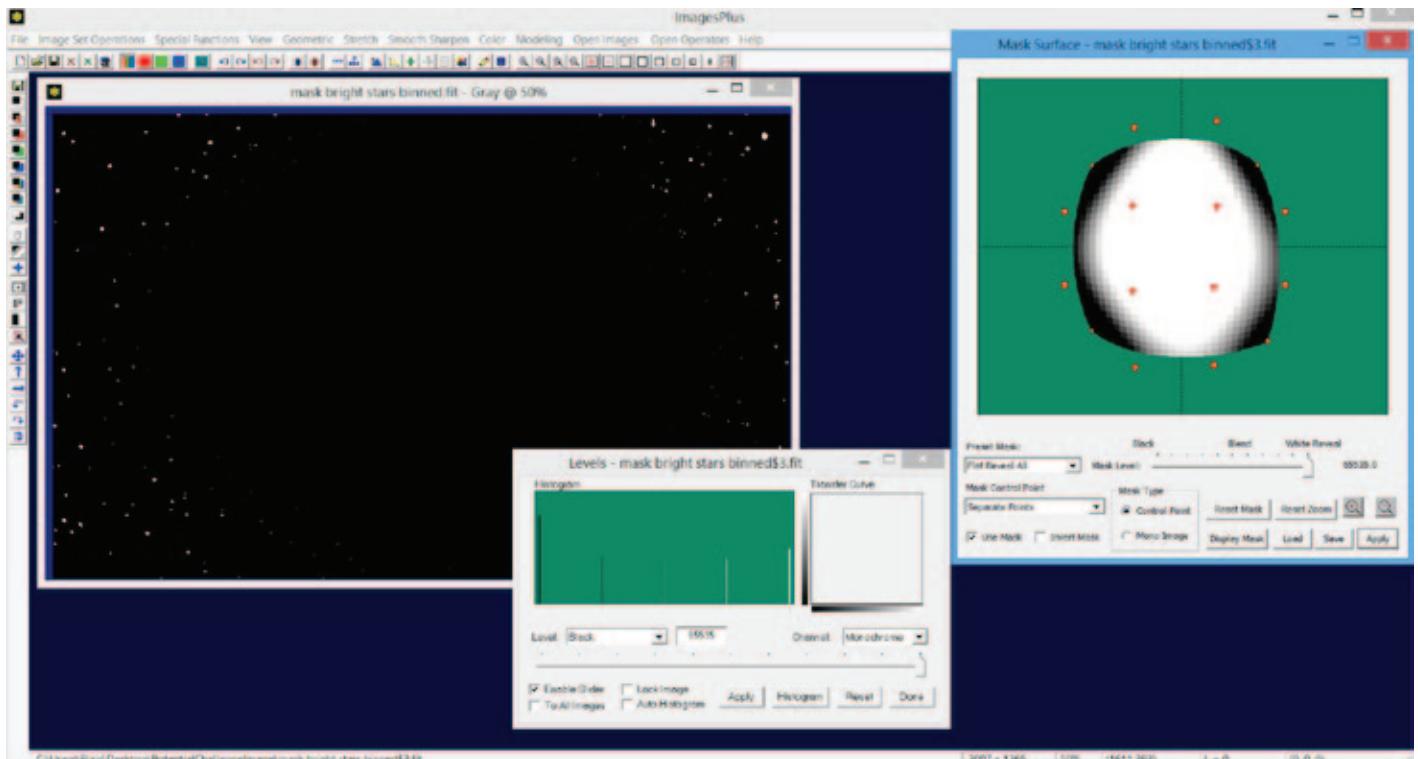 ImagesPlus
File Image Set Operations Special Functions View Geometric Stretch Smooth Sharpen Color Modeling Open Images Open Operators Help
mask bright stars binned.fit - Gray @ 50%
Mask Surface - mask bright stars binned$3.fit
Preset Mask:
Flat Reveal All
Black Blend White Reveal
Mask Level:
65535.0
Mask Control Point
Separate Points
Mask Type
Control Point
Mono Image
Reset Mask Reset Zoom
Use Mask Invert Mask
Display Mask Load Save Apply
Levels - mask bright stars binned$3.fit
Histogram Transfer Curve
Level: Black 65535 Channel: Monochrome
Enable Slider Lock Image
To All Images Auto Histogram
Apply Histogram Reset Done
50%